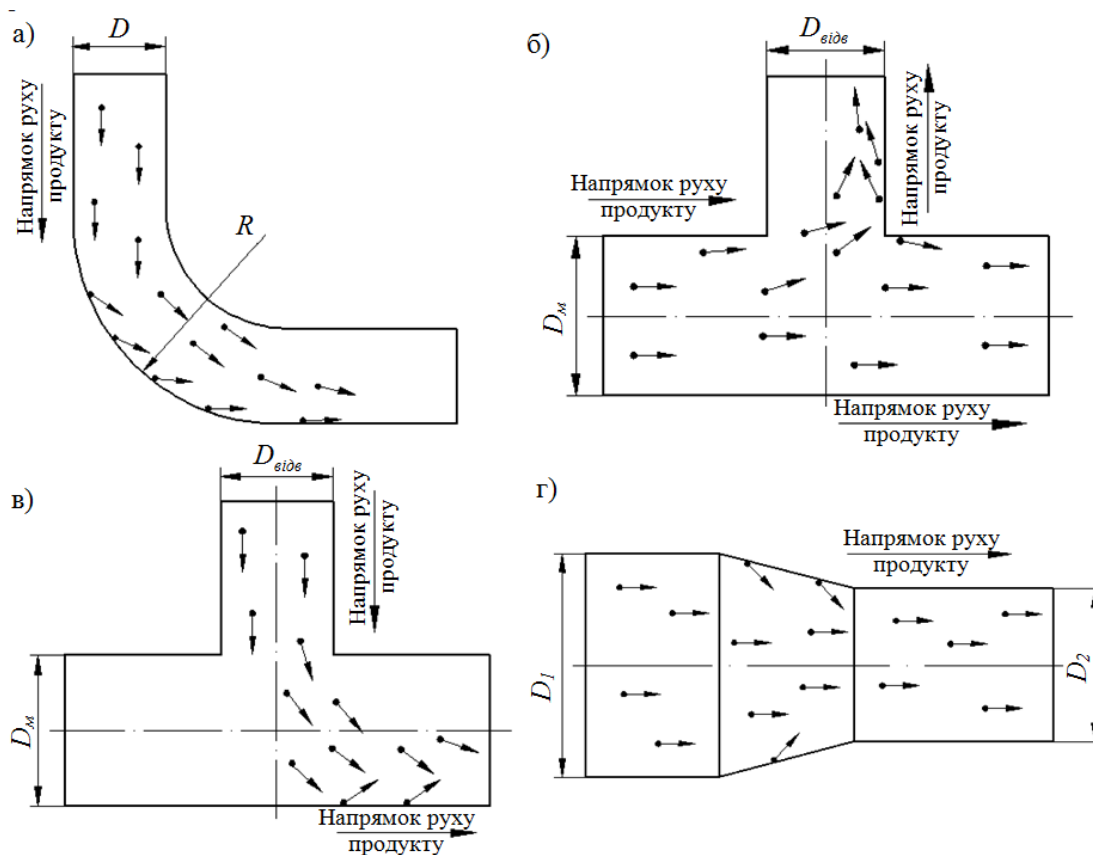 а)
D
Напрямок руху
продукту
R
б)
Dвідв
Напрямок руху
продукту
Напрямок руху
продукту
Dм
Напрямок руху
продукту
в)
Dвідв
Напрямок руху
продукту
Dм
Напрямок руху
продукту
г)
Напрямок руху
продукту
D1
D2